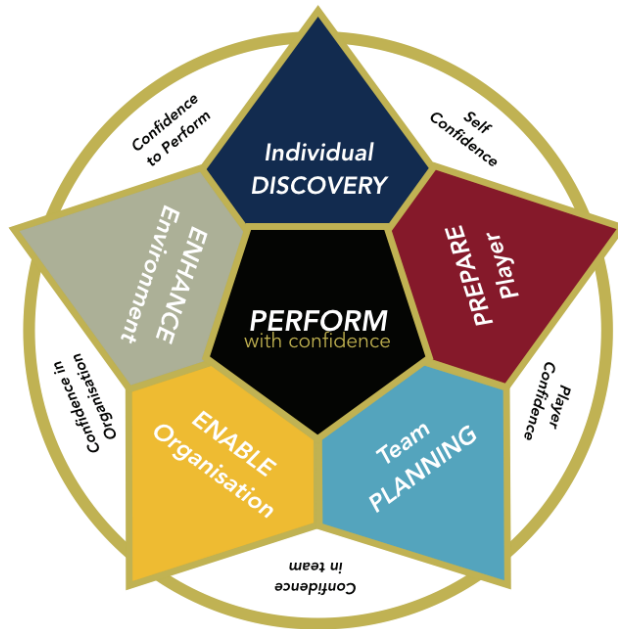 Individual
DISCOVERY
Self
Confidence
PREPARE
Player
Player
Confidence
Team
PLANNING
Confidence
in team
ENABLE
Organisation
Confidence in
Organisation
ENHANCE
Environment
Confidence
to Perform
PERFORM
with confidence